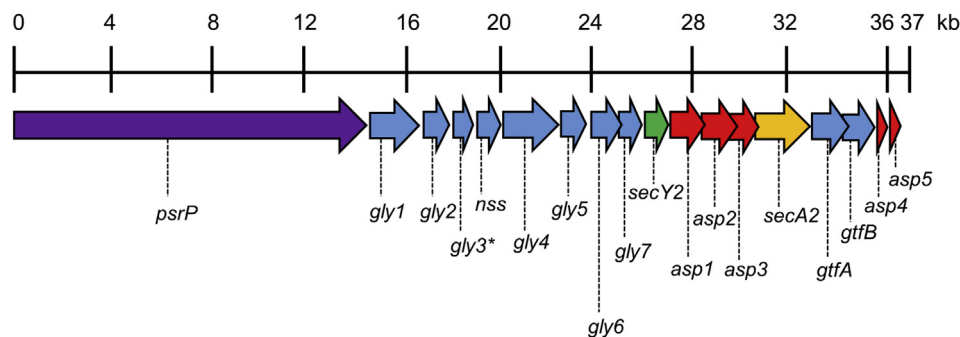 0 4 8 12 16 20 24 28 32 36 37 kb
psrP
gly1
gly2
gly3*
nss
gly4
gly5
gly6
gly7
secY2
asp1
asp2
asp3
secA2
gtfA
gtfB
asp4
asp5